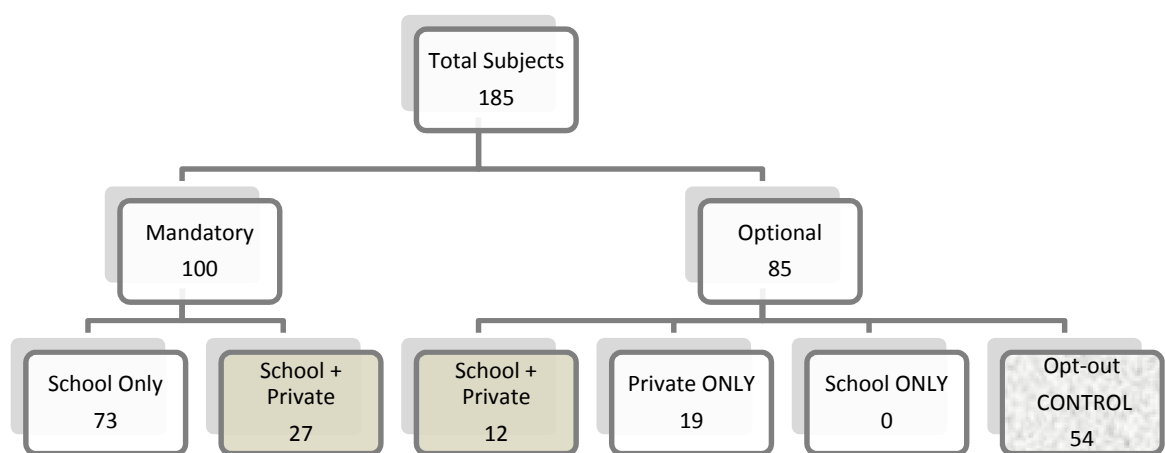 Total Subjects
185
Mandatory
100
Optional
85
School Only
73
School +
Private
27
School +
Private
12
Private ONLY
19
School ONLY
0
Opt-out
CONTROL
54